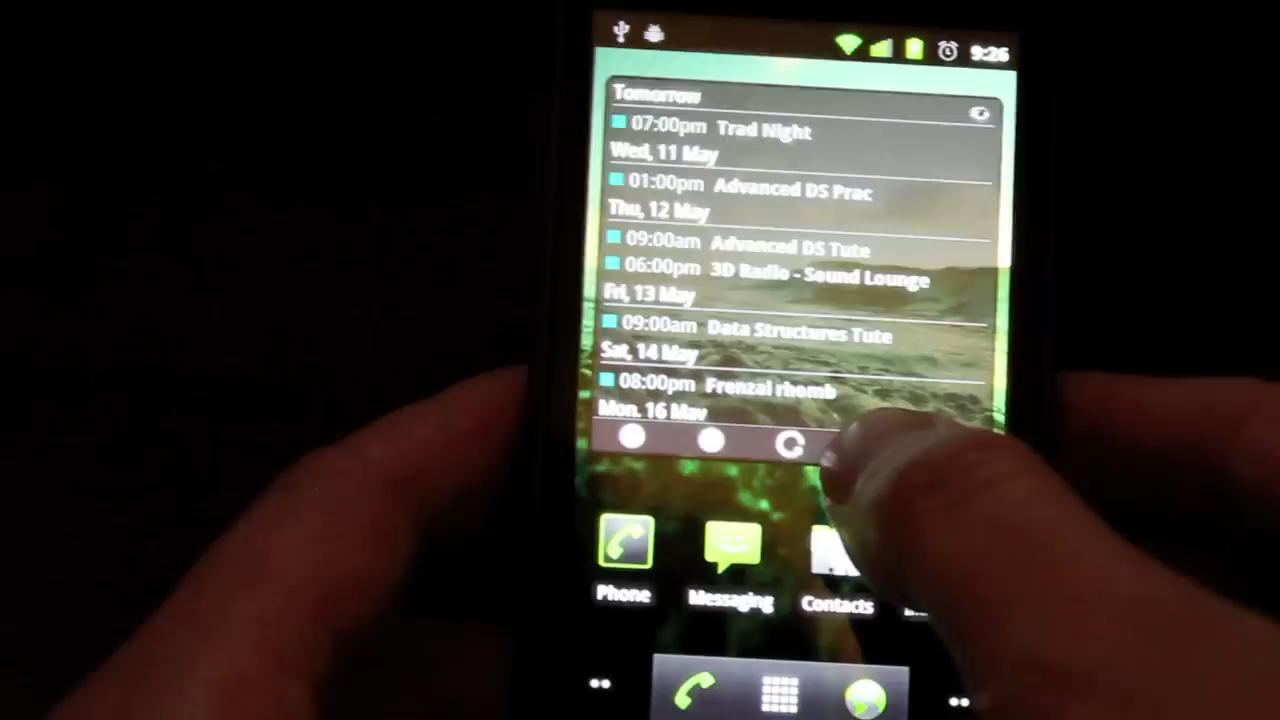 9:26
Tomorrow
07:00pm Trad Night
Wed, 11 May
01:00pm Advanced DS Prac
Thu, 12 May
09:00am Advanced DS Tute
06:00pm 3D Radio - Sound Lounge
Fri, 13 May
09:00am Data Structures Tute
Sat, 14 May
08:00pm Frenzal rhomb
Mon, 16 May
Phone Messaging Contacts